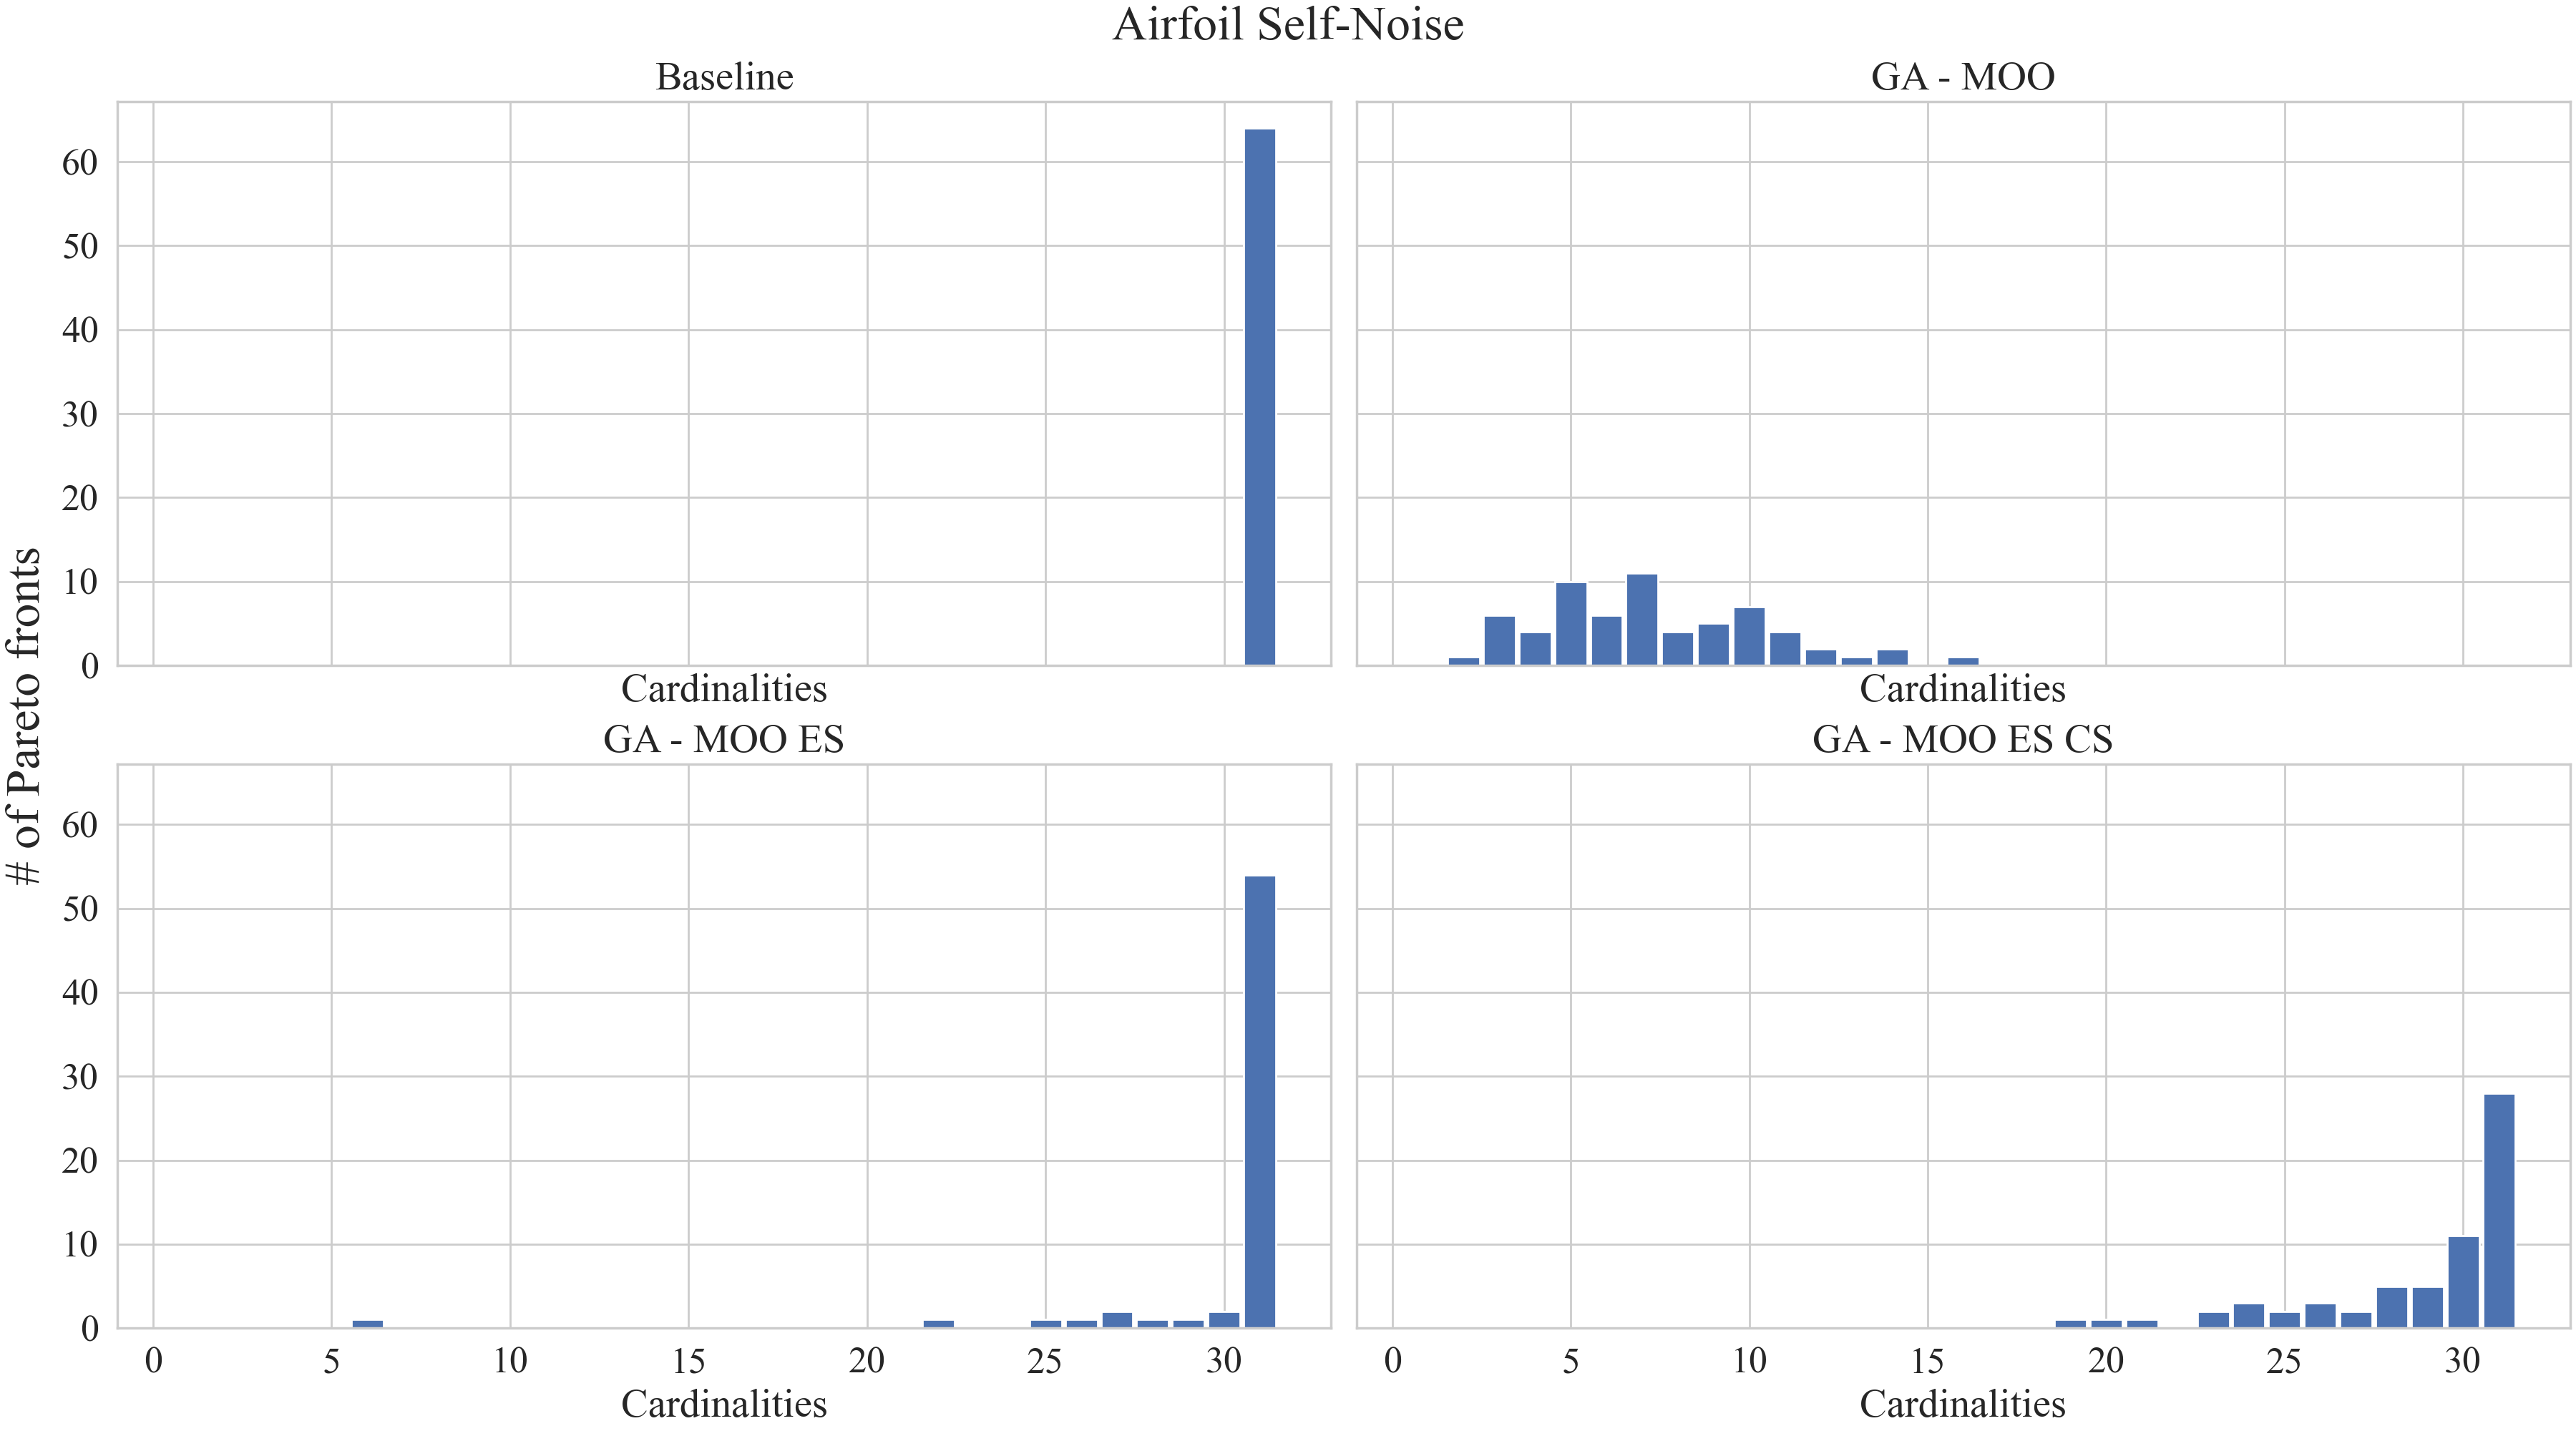 Airfoil Self-Noise
# of Pareto fronts
Baseline
60
50
40
30
20
10
0
Cardinalities
GA - MOO
Cardinalities
GA - MOO ES
60
50
40
30
20
10
0
0 5 10 15 20 25 30
Cardinalities
GA - MOO ES CS
0 5 10 15 20 25 30
Cardinalities